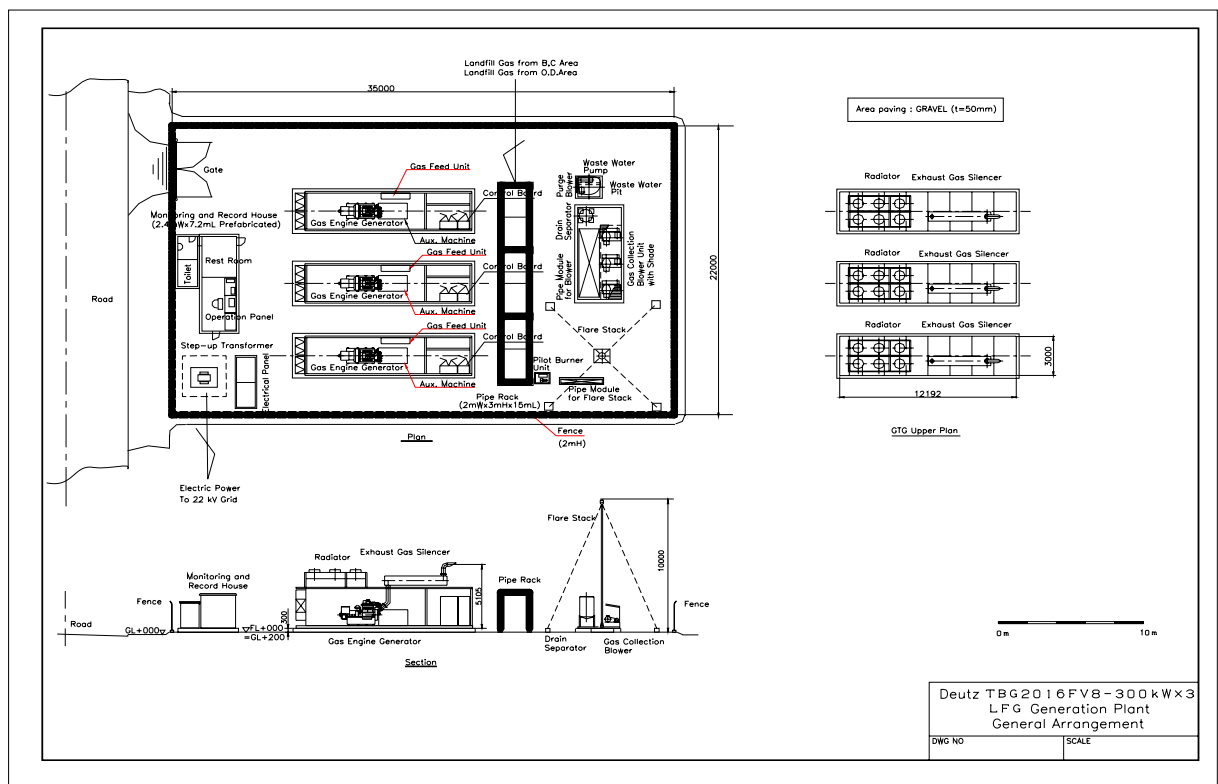 Landfill Gas from B,C Area
Landfill Gas from O.D.Area
35000
Area paving : GRAVEL (t=50mm)
Gate
Gas Feed Unit
Control Board
Gas Engine Generator
Aux. Machine
Monitoring and Record House
Rest Room
Toilet
Operation Panel
Road
Gas Feed Unit
Control Board
Gas Engine Generator
Aux. Machine
Gas Feed Unit
Control Board
Gas Engine Generator
Aux. Machine
Step-up Transformer
Electrical Panel
Waste Water
Pump
Purge
Blower
Waste Water
Pit
Drain
Separator
Pipe Module
for Blower
Gas Collection
Blower Unit
With Shade
Flare Stack
Pilot Burner
Unit
Pipe Module
for Flare Stack
Pipe Rack
(2mWx3mHx15mL)
Fence
(2mH)
22000
Plan
Electric Power
To 22 kV Grid
Radiator
Exhaust Gas Silencer
Radiator
Exhaust Gas Silencer
Radiator
Exhaust Gas Silencer
3000
12192
GTG Upper Plan
Flare Stack
10000
Radiator
Exhaust Gas Silencer
5105
300
Monitoring and
Record House
Pipe Rack
Fence
Fence
Road
GL+000
FL+000
=GL+200
Gas Engine Generator
Drain
Separator
Gas Collection
Blower
Section
0m
10m
Deutz TBG2016FV8-300kW×3
LFG Generation Plant
General Arrangement
DWG NO
SCALE